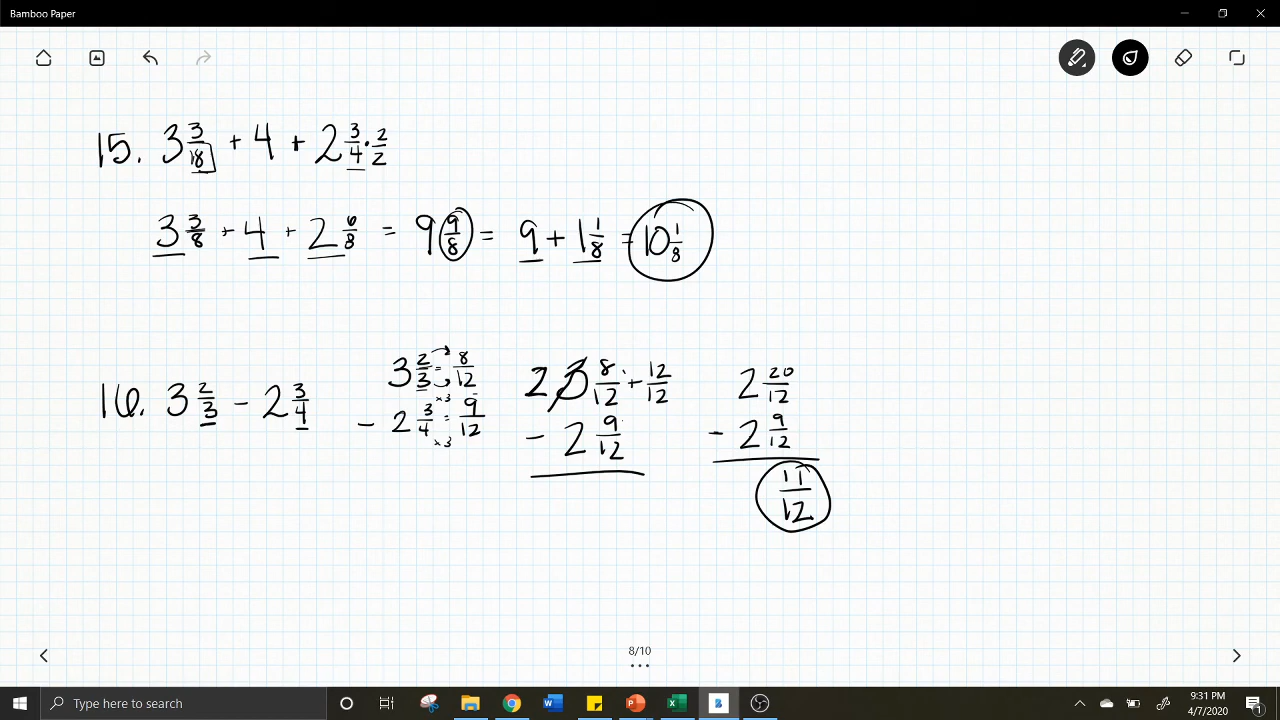 Bamboo Paper
15. 3 3/8 + 4 + 2 3/4 · 2/2
3 3/8 + 4 + 2 6/8 = 9 9/8 = 9 + 1 1/8 = 10 1/8
16. 3 2/3 − 2 3/4
3 2/3 = 8/12
×3
− 2 3/4 = 9/12
×3
2 3 8/12 + 12/12
− 2 9/12
2 20/12
− 2 9/12
11/12
8/10
Type here to search
9:31 PM
4/7/2020